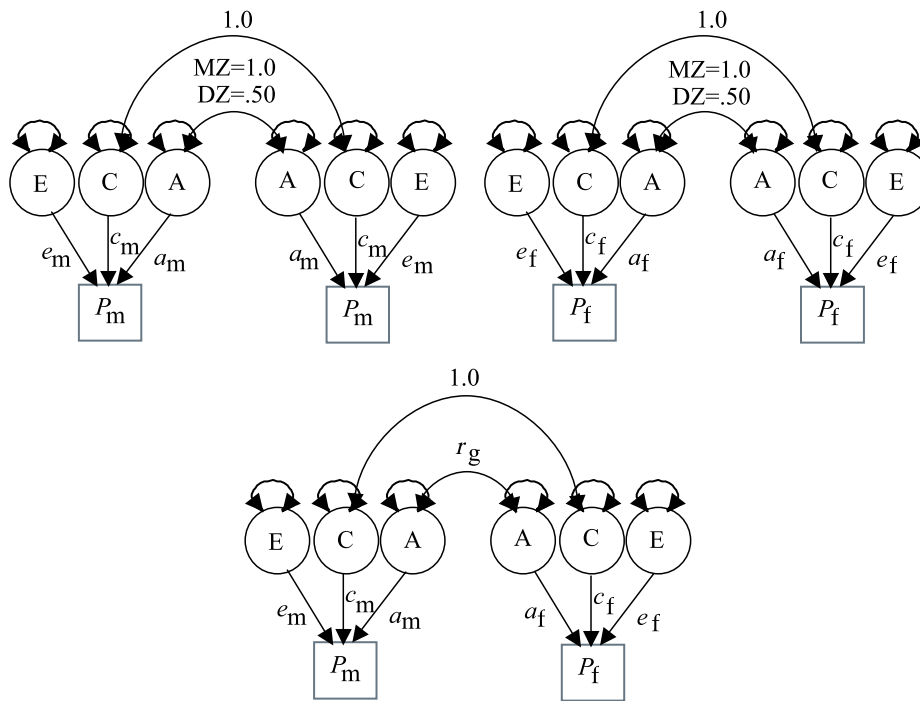 1.0 1.0
MZ=1.0 MZ=1.0
DZ=.50 DZ=.50
E C A A C E E C A A C E
e_m c_m a_m a_m c_m e_m e_f c_f a_f a_f c_f e_f
P_m P_m P_f P_f
1.0
r_g
E C A A C E
e_m c_m a_m a_f c_f e_f
P_m P_f